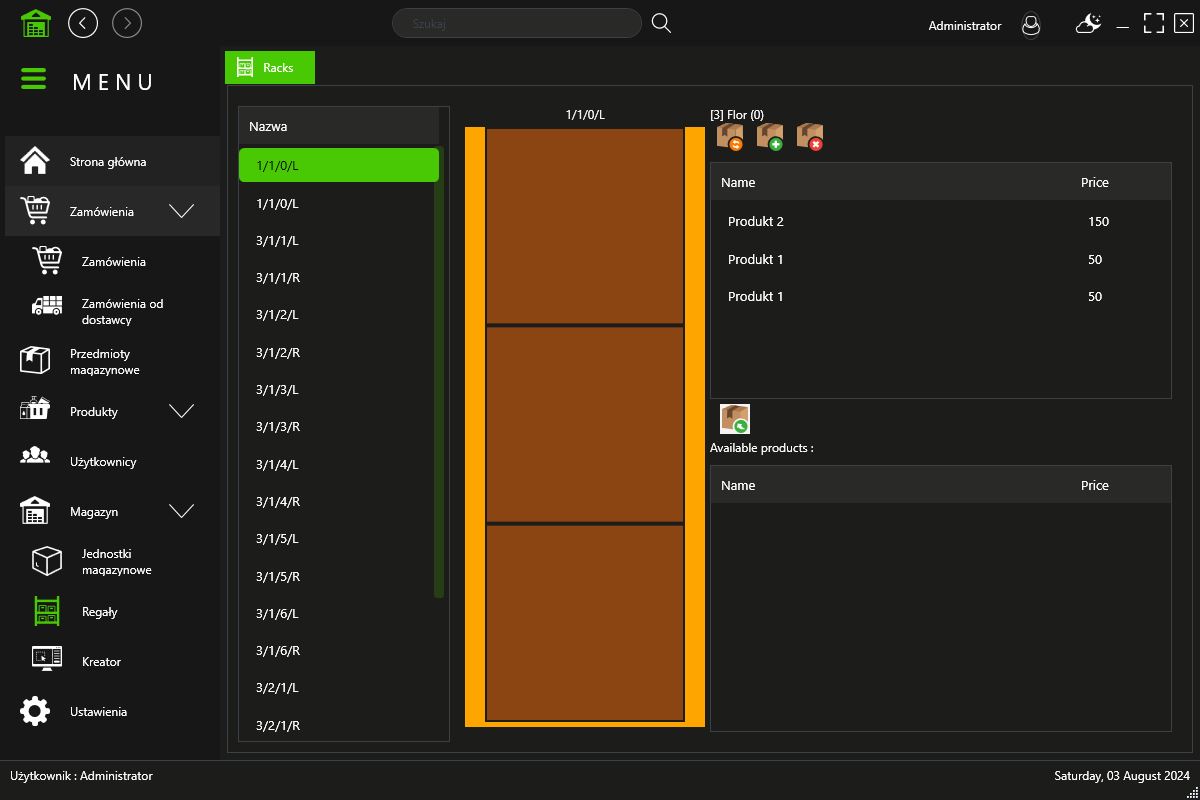 Szukaj
Administrator
MENU
Strona główna
Zamówienia
Zamówienia
Zamówienia od
dostawcy
Przedmioty
magazynowe
Produkty
Użytkownicy
Magazyn
Jednostki
magazynowe
Regały
Kreator
Ustawienia
Racks
Nazwa
1/1/0/L
1/1/0/L
3/1/1/L
3/1/1/R
3/1/2/L
3/1/2/R
3/1/3/L
3/1/3/R
3/1/4/L
3/1/4/R
3/1/5/L
3/1/5/R
3/1/6/L
3/1/6/R
3/2/1/L
3/2/1/R
1/1/0/L
[3] Flor (0)
Name Price
Produkt 2 150
Produkt 1 50
Produkt 1 50
Available products :
Name Price
Użytkownik : Administrator
Saturday, 03 August 2024